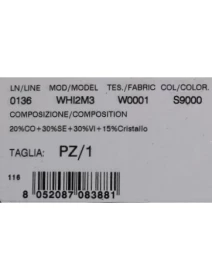 LN/LINE MOD/MODEL TES./FABRIC COL/COLOR.
0136 WHI2M3 W0001 S9000
COMPOSIZIONE/COMPOSITION
20%CO+30%SE+30%VI+15%Cristallo
TAGLIA: PZ/1
116
8 052087 083881